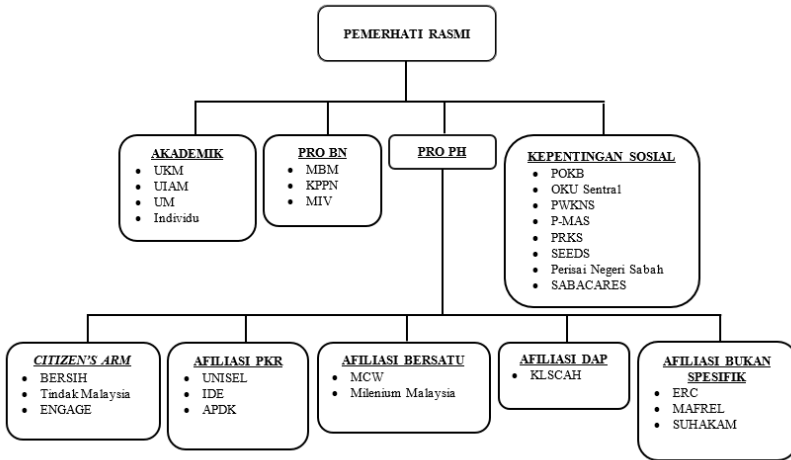 PEMERHATI RASMI
AKADEMIK
• UKM
• UIAM
• UM
• Individu
PRO BN
• MBM
• KPPN
• MIV
PRO PH
KEPENTINGAN SOSIAL
• POKB
• OKU Sentral
• PWKNS
• P-MAS
• PRKS
• SEEDS
• Perisai Negeri Sabah
• SABACARES
CITIZEN'S ARM
• BERSIH
• Tindak Malaysia
• ENGAGE
AFILIASI PKR
• UNISEL
• IDE
• APDK
AFILIASI BERSATU
• MCW
• Milenium Malaysia
AFILIASI DAP
• KLSCAH
AFILIASI BUKAN
SPESIFIK
• ERC
• MAFREL
• SUHAKAM